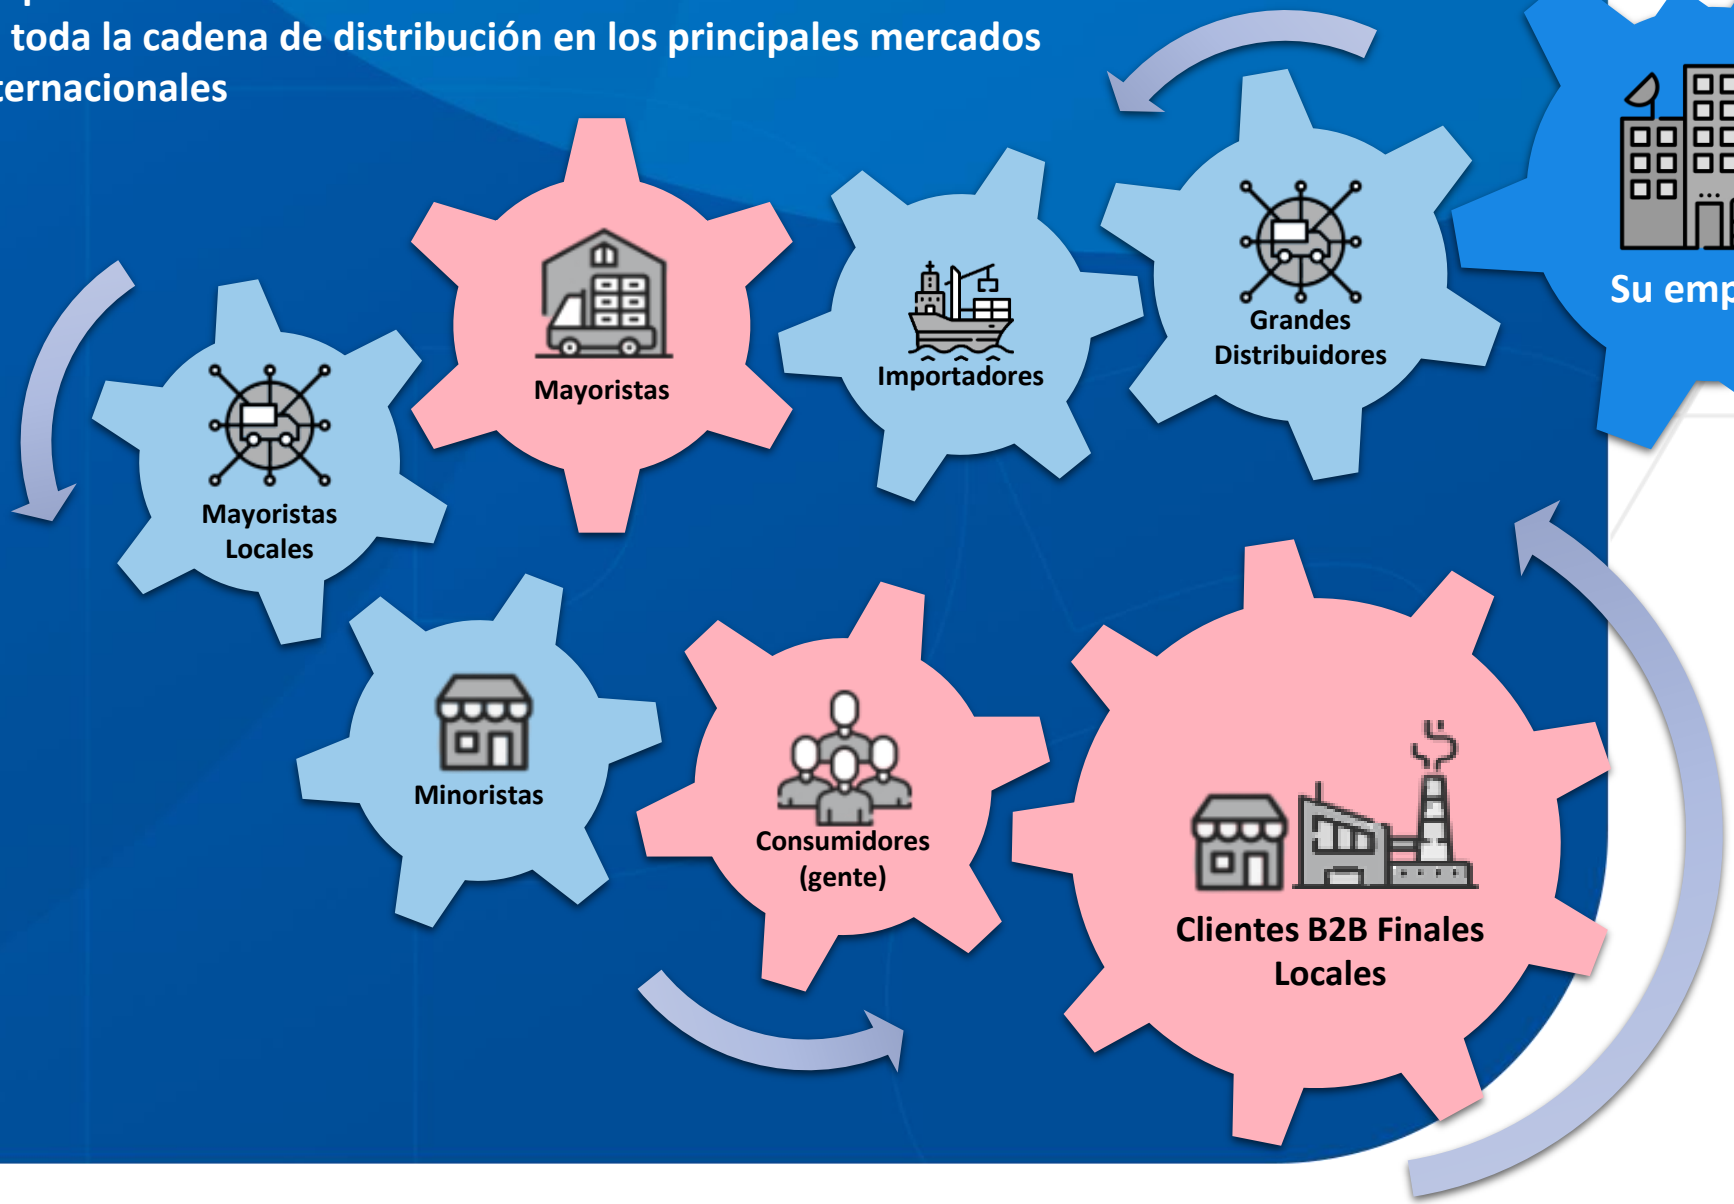 toda la cadena de distribución en los principales mercados
ternacionales
Grandes
Distribuidores
Su emp
Importadores
Mayoristas
Mayoristas
Locales
Minoristas
Consumidores
(gente)
Clientes B2B Finales
Locales